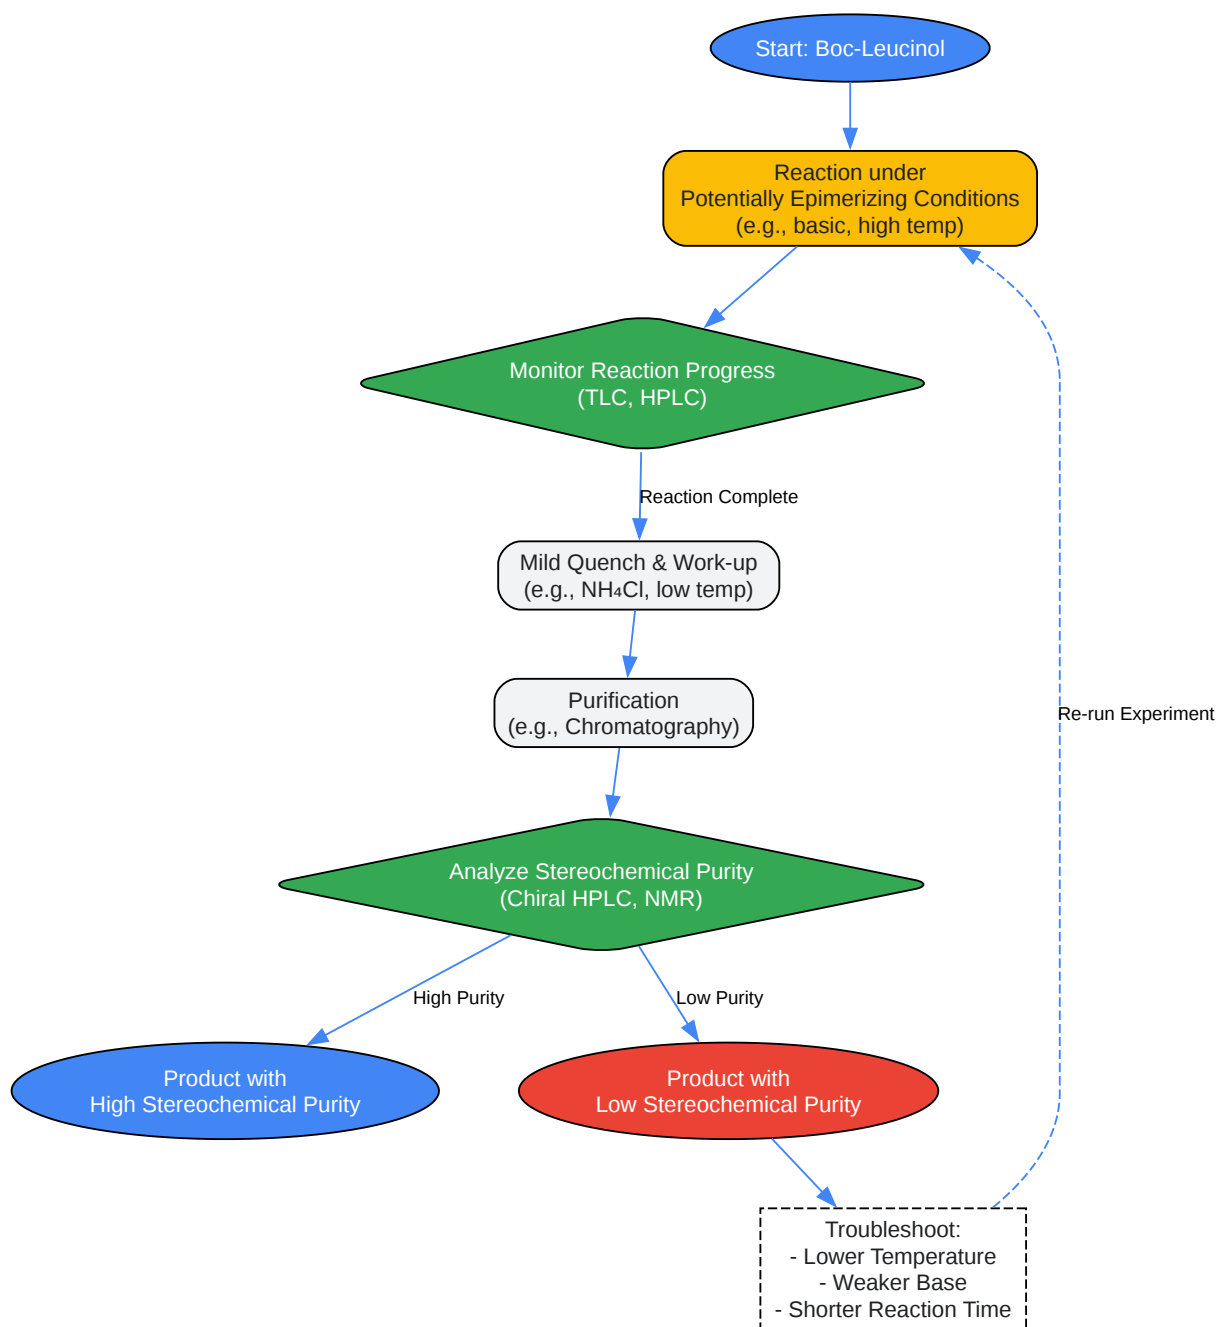 Start: Boc-Leucinol
Reaction under
Potentially Epimerizing Conditions
(e.g., basic, high temp)
Monitor Reaction Progress
(TLC, HPLC)
Reaction Complete
Mild Quench & Work-up
(e.g., NH₄Cl, low temp)
Purification
(e.g., Chromatography)
Re-run Experiment
Analyze Stereochemical Purity
(Chiral HPLC, NMR)
High Purity
Low Purity
Product with
High Stereochemical Purity
Product with
Low Stereochemical Purity
Troubleshoot:
- Lower Temperature
- Weaker Base
- Shorter Reaction Time